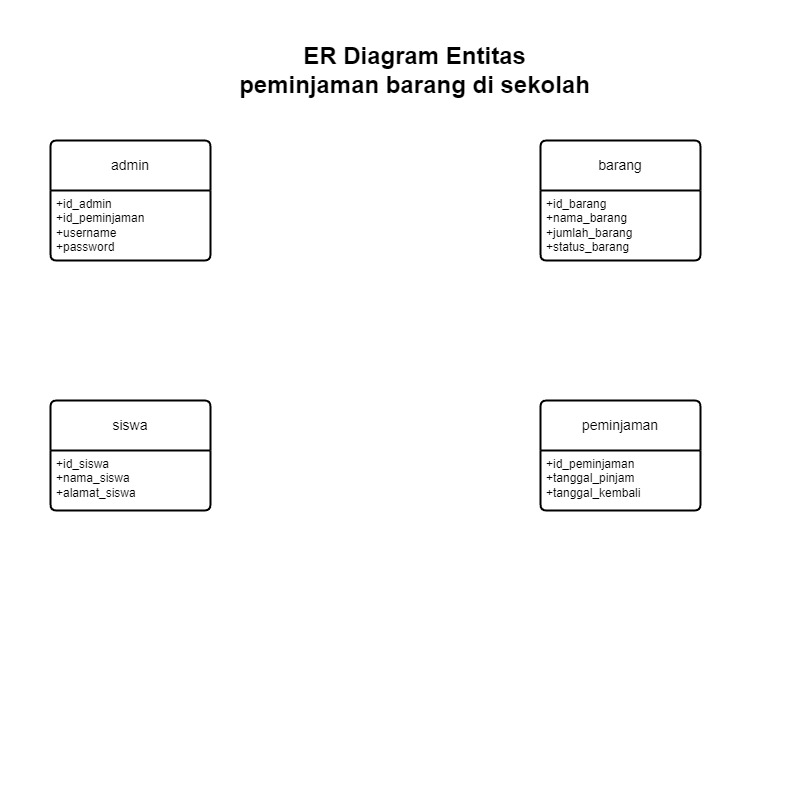 ER Diagram Entitas
peminjaman barang di sekolah
admin
+id_admin
+id_peminjaman
+username
+password
barang
+id_barang
+nama_barang
+jumlah_barang
+status_barang
siswa
+id_siswa
+nama_siswa
+alamat_siswa
peminjaman
+id_peminjaman
+tanggal_pinjam
+tanggal_kembali